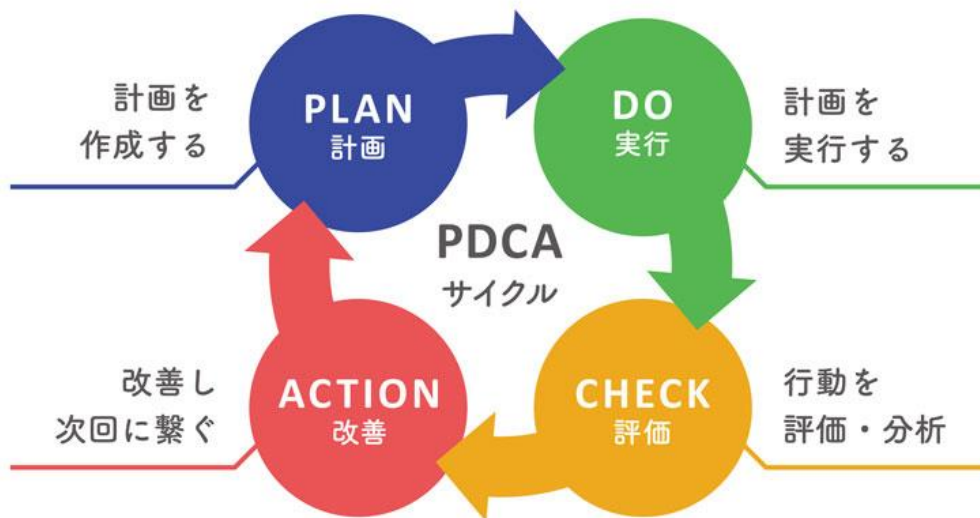 計画を
作成する
PLAN
計画
DO
実行
計画を
実行する
PDCA
サイクル
改善し
次回に繋ぐ
ACTION
改善
CHECK
評価
行動を
評価・分析